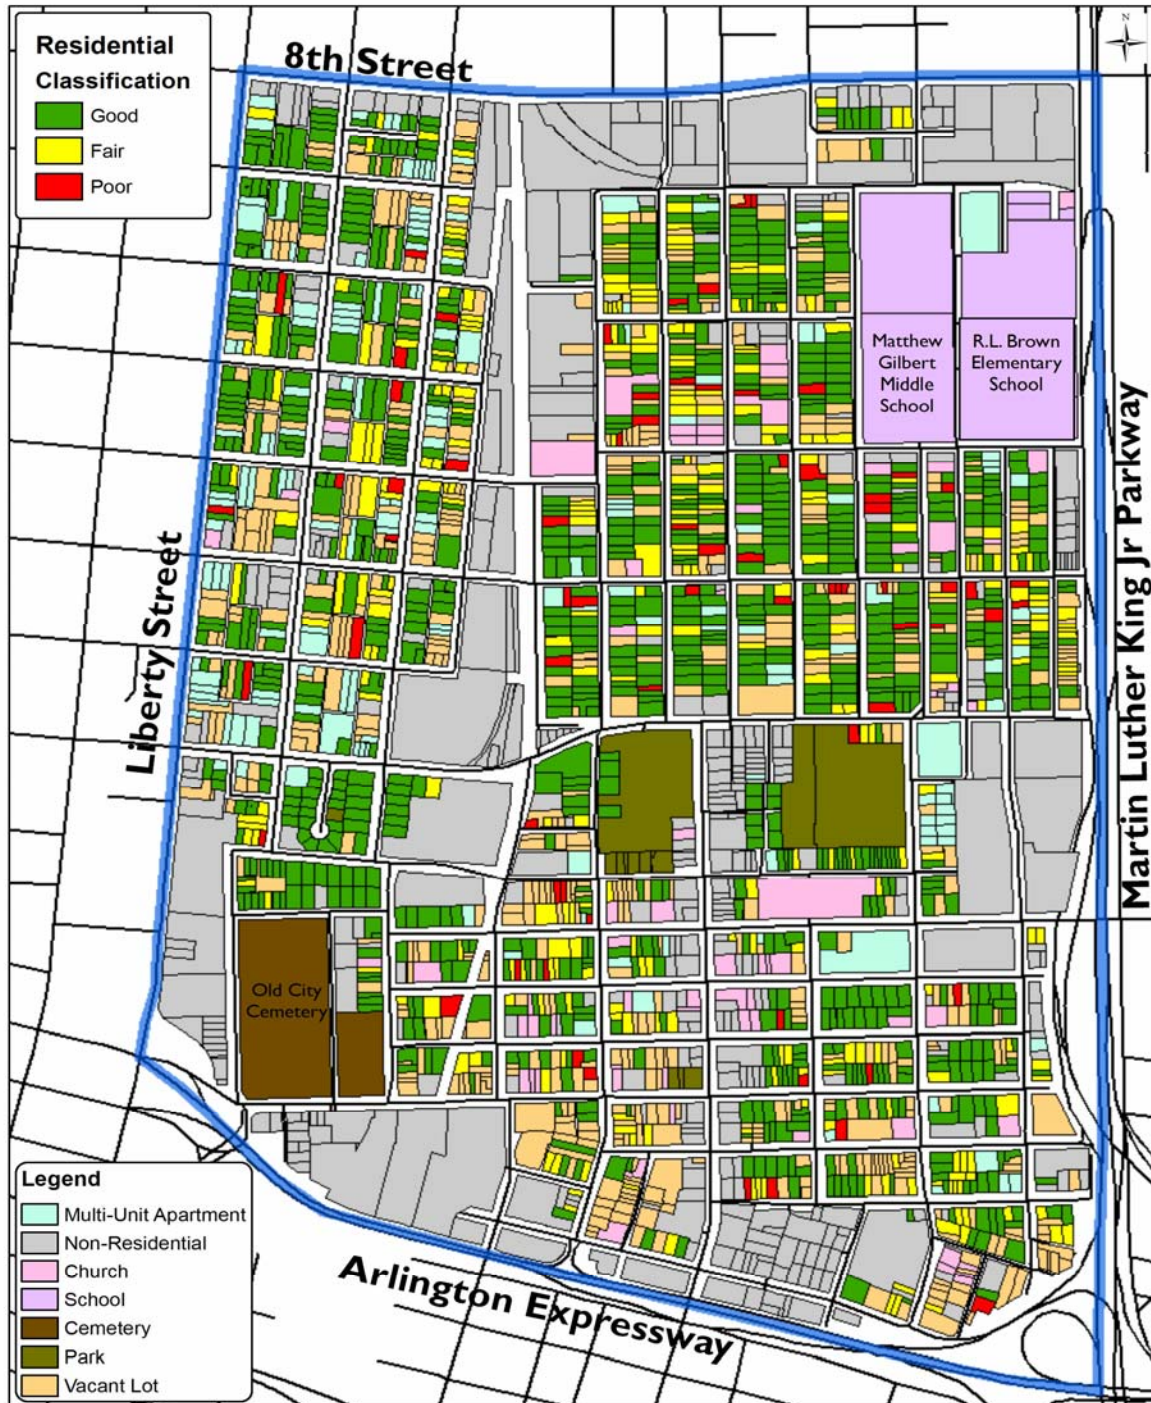 Residential
Classification
Good
Fair
Poor
8th Street
N
Matthew
Gilbert
Middle
School
R.L. Brown
Elementary
School
Martin Luther King Jr Parkway
Liberty Street
Old City
Cemetery
Arlington Expressway
Legend
Multi-Unit Apartment
Non-Residential
Church
School
Cemetery
Park
Vacant Lot